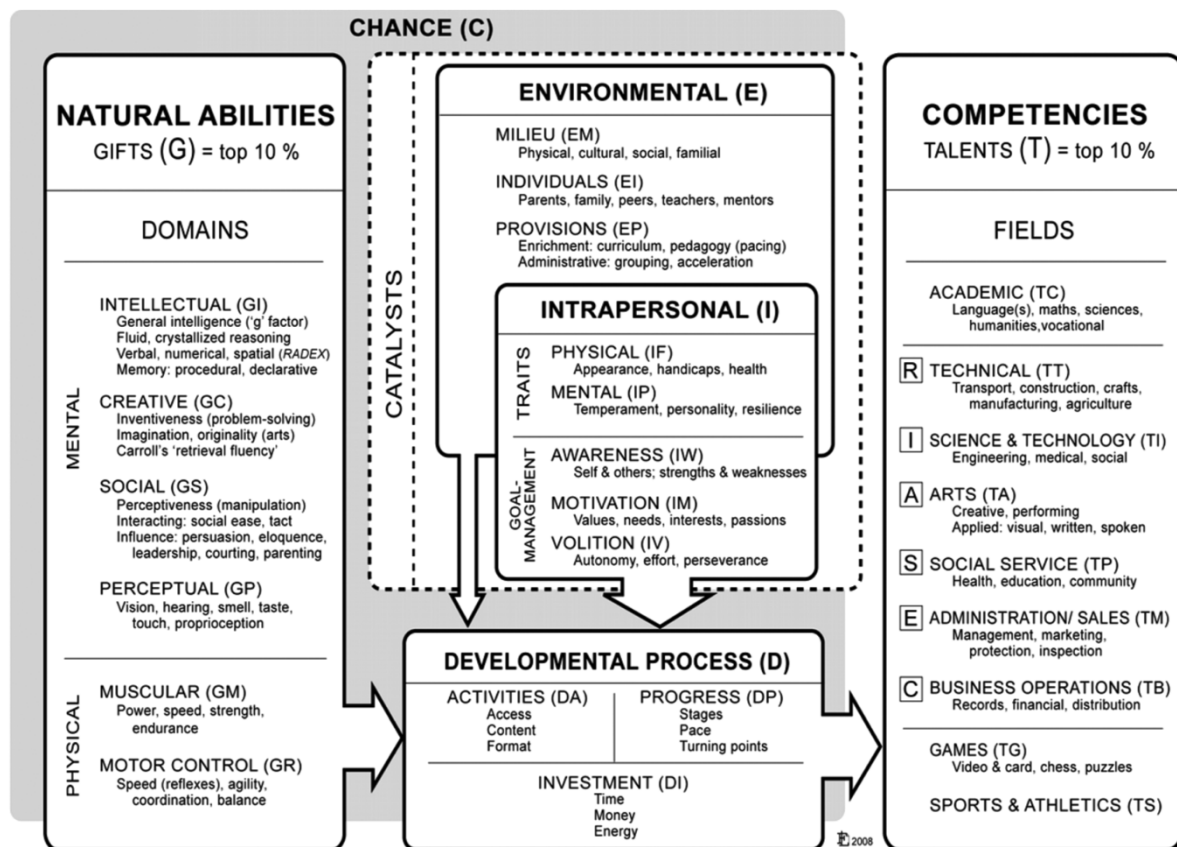 CHANCE (C)
NATURAL ABILITIES
GIFTS (G) = top 10 %
DOMAINS
MENTAL
INTELLECTUAL (GI)
General intelligence (‘g’ factor)
Fluid, crystallized reasoning
Verbal, numerical, spatial (RADEX)
Memory: procedural, declarative
CREATIVE (GC)
Inventiveness (problem-solving)
Imagination, originality (arts)
Carroll’s ‘retrieval fluency’
SOCIAL (GS)
Perceptiveness (manipulation)
Interacting: social ease, tact
Influence: persuasion, eloquence,
leadership, courting, parenting
PERCEPTUAL (GP)
Vision, hearing, smell, taste,
touch, proprioception
PHYSICAL
MUSCULAR (GM)
Power, speed, strength,
endurance
MOTOR CONTROL (GR)
Speed (reflexes), agility,
coordination, balance
CATALYSTS
ENVIRONMENTAL (E)
MILIEU (EM)
Physical, cultural, social, familial
INDIVIDUALS (EI)
Parents, family, peers, teachers, mentors
PROVISIONS (EP)
Enrichment: curriculum, pedagogy (pacing)
Administrative: grouping, acceleration
INTRAPERSONAL (I)
TRAITS
PHYSICAL (IF)
Appearance, handicaps, health
MENTAL (IP)
Temperament, personality, resilience
GOAL-
MANAGEMENT
AWARENESS (IW)
Self & others; strengths & weaknesses
MOTIVATION (IM)
Values, needs, interests, passions
VOLITION (IV)
Autonomy, effort, perseverance
DEVELOPMENTAL PROCESS (D)
ACTIVITIES (DA)
Access
Content
Format
PROGRESS (DP)
Stages
Pace
Turning points
INVESTMENT (DI)
Time
Money
Energy
2008
COMPETENCIES
TALENTS (T) = top 10 %
FIELDS
ACADEMIC (TC)
Language(s), maths, sciences,
humanities,vocational
R TECHNICAL (TT)
Transport, construction, crafts,
manufacturing, agriculture
I SCIENCE & TECHNOLOGY (TI)
Engineering, medical, social
A ARTS (TA)
Creative, performing
Applied: visual, written, spoken
S SOCIAL SERVICE (TP)
Health, education, community
E ADMINISTRATION/ SALES (TM)
Management, marketing,
protection, inspection
C BUSINESS OPERATIONS (TB)
Records, financial, distribution
GAMES (TG)
Video & card, chess, puzzles
SPORTS & ATHLETICS (TS)